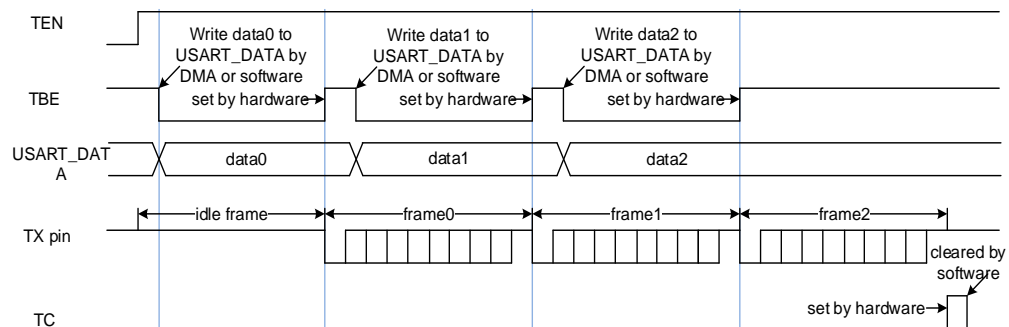 TEN
Write data0 to
USART_DATA by
DMA or software
Write data1 to
USART_DATA by
DMA or software
Write data2 to
USART_DATA by
DMA or software
TBE
set by hardware
set by hardware
set by hardware
USART_DAT
A
data0
data1
data2
idle frame
frame0
frame1
frame2
TX pin
cleared by
software
set by hardware
TC